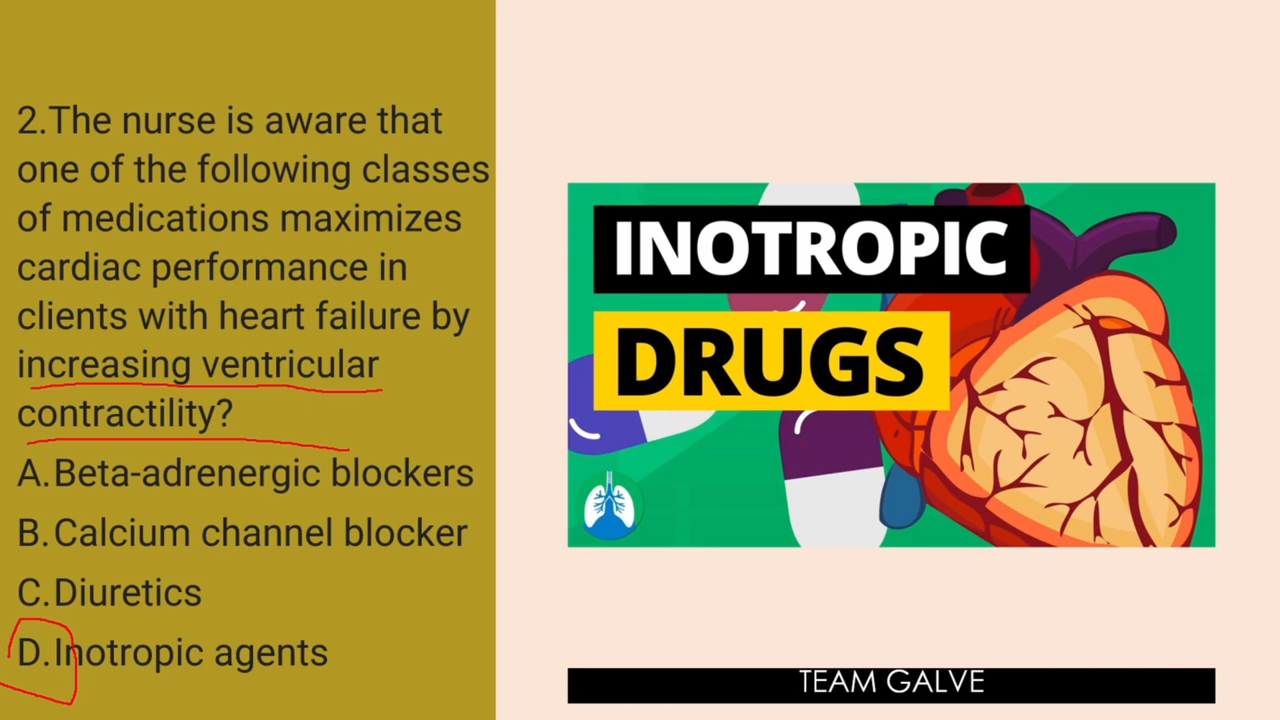 2.The nurse is aware that
one of the following classes
of medications maximizes
cardiac performance in
clients with heart failure by
increasing ventricular
contractility?
A.Beta-adrenergic blockers
B.Calcium channel blocker
C.Diuretics
D.Inotropic agents
INOTROPIC
DRUGS
TEAM GALVE